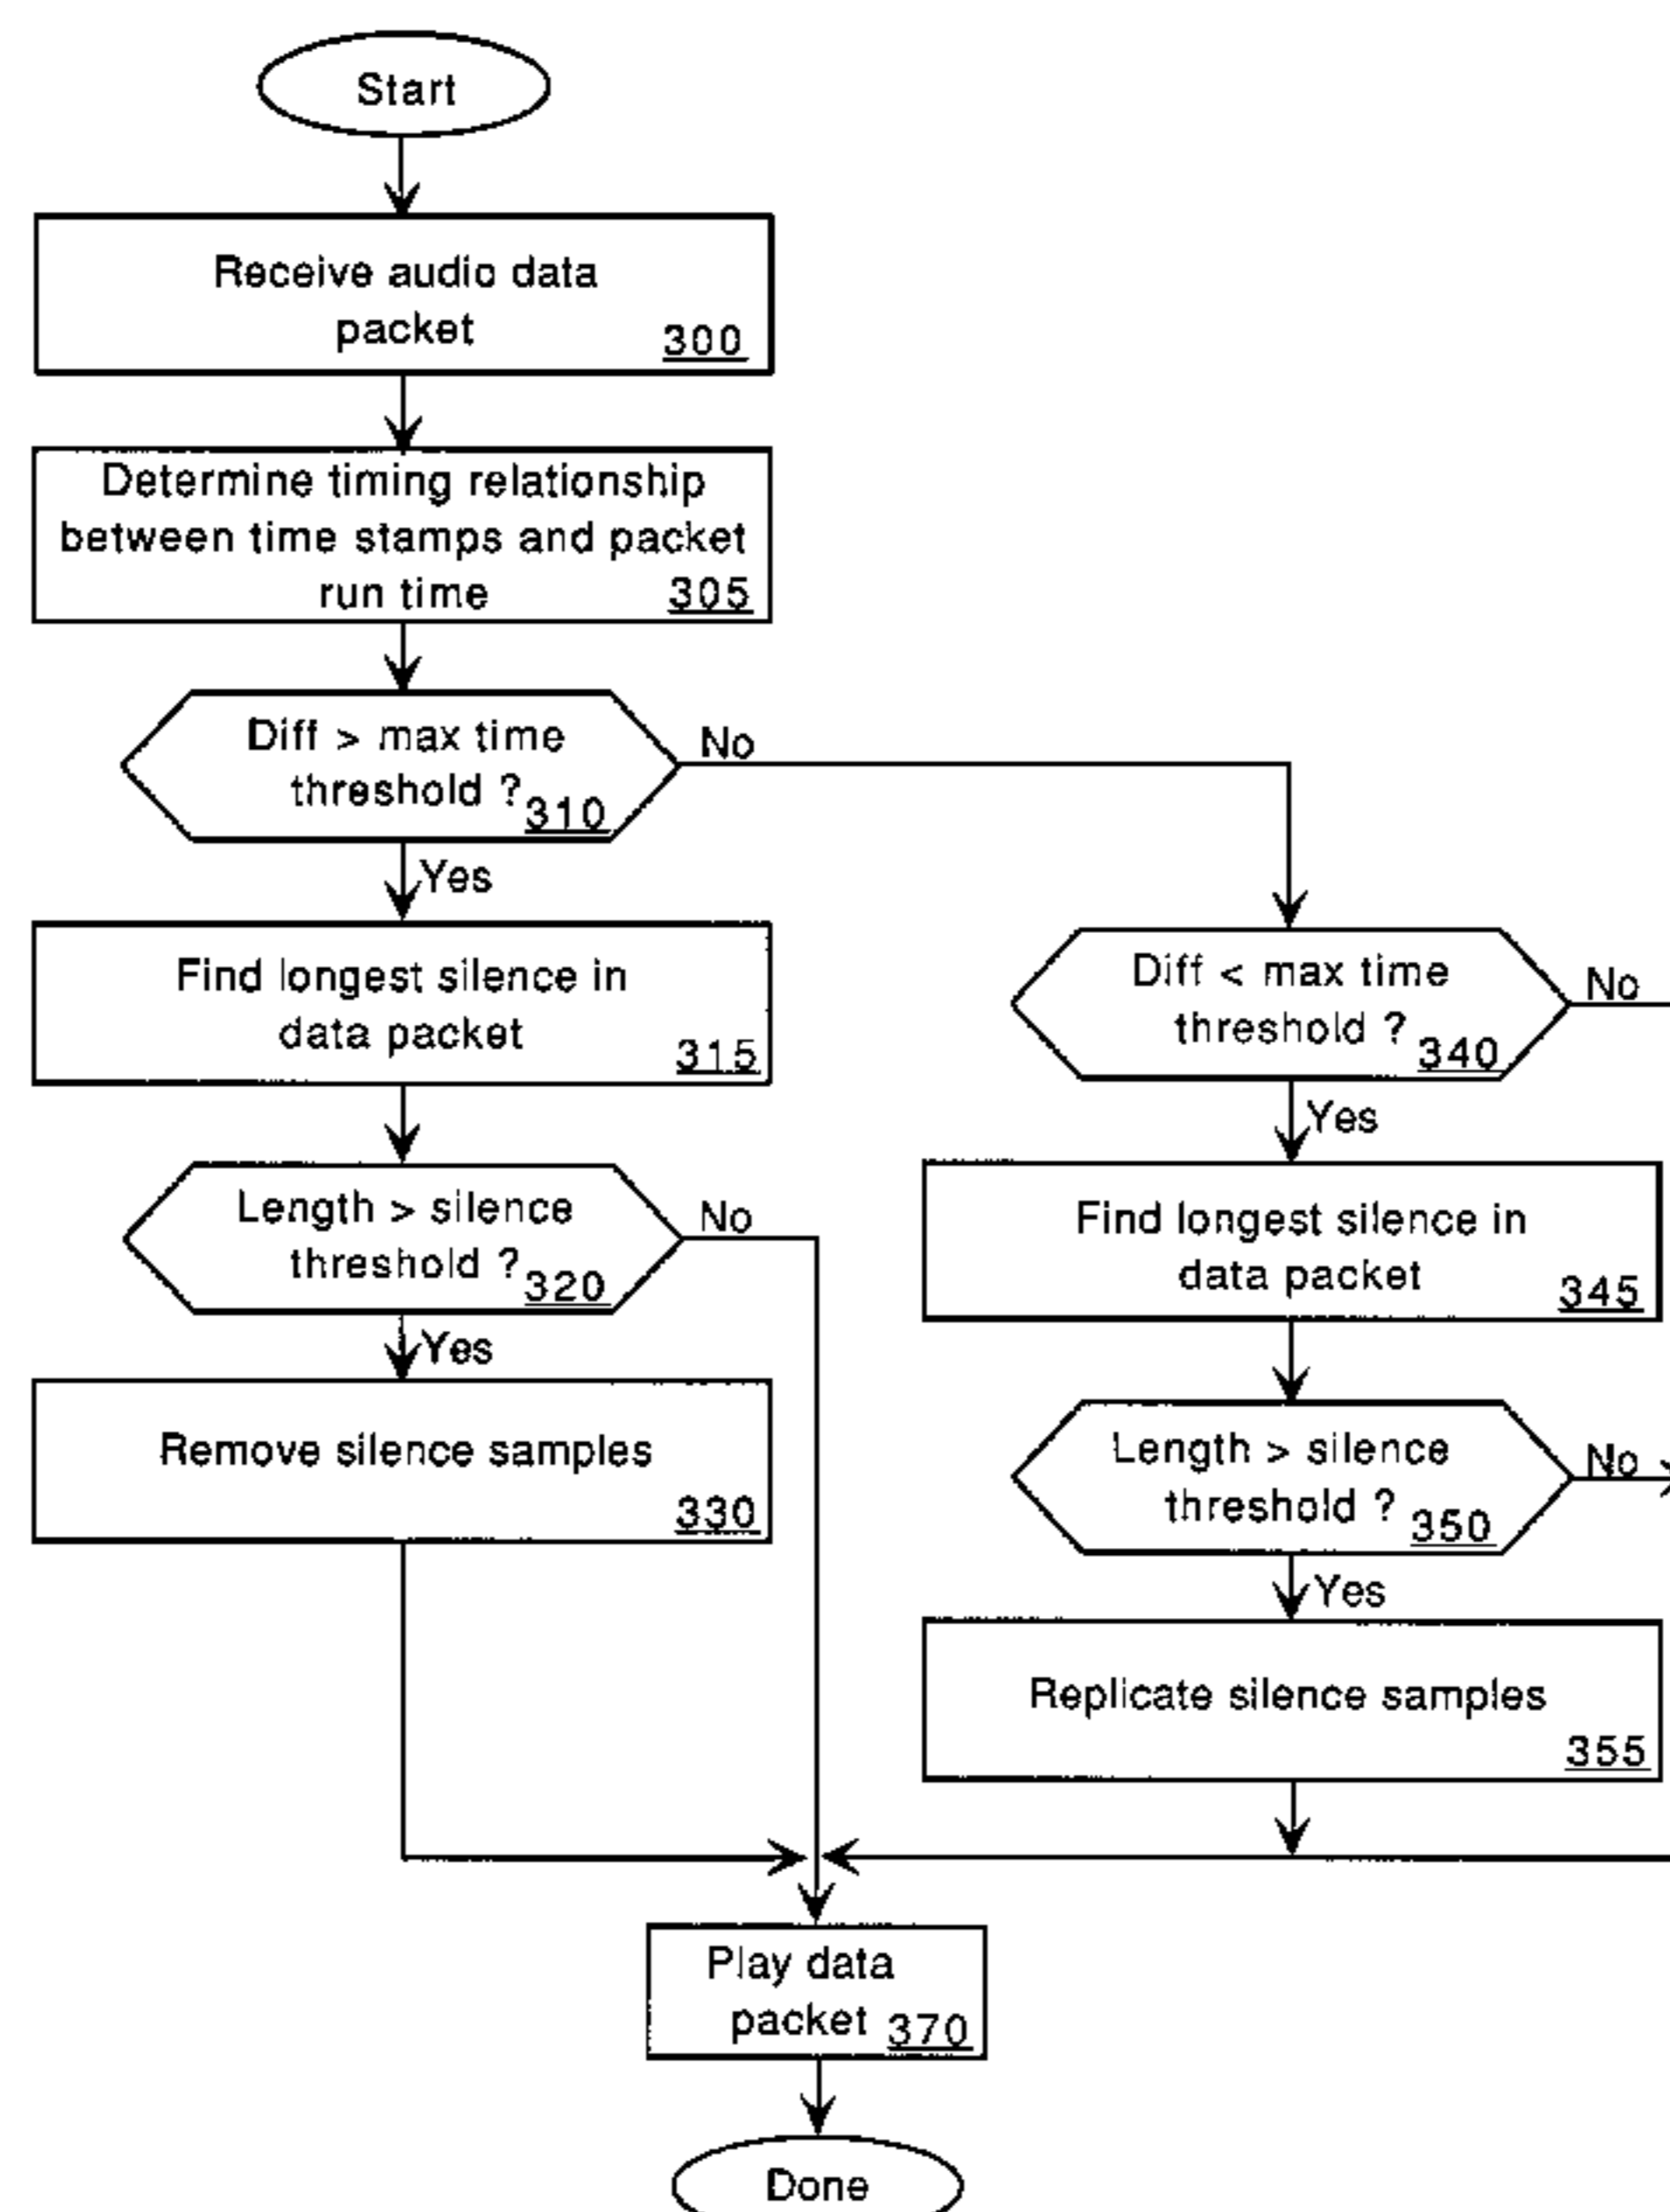 Start
Receive audio data
packet 300
Determine timing relationship
between time stamps and packet
run time 305
Diff > max time
threshold ? 310
No
Yes
Find longest silence in
data packet 315
Length > silence
threshold ? 320
No
Yes
Remove silence samples
330
Diff < max time
threshold ? 340
No
Yes
Find longest silence in
data packet 345
Length > silence
threshold ? 350
No
Yes
Replicate silence samples
355
Play data
packet 370
Done